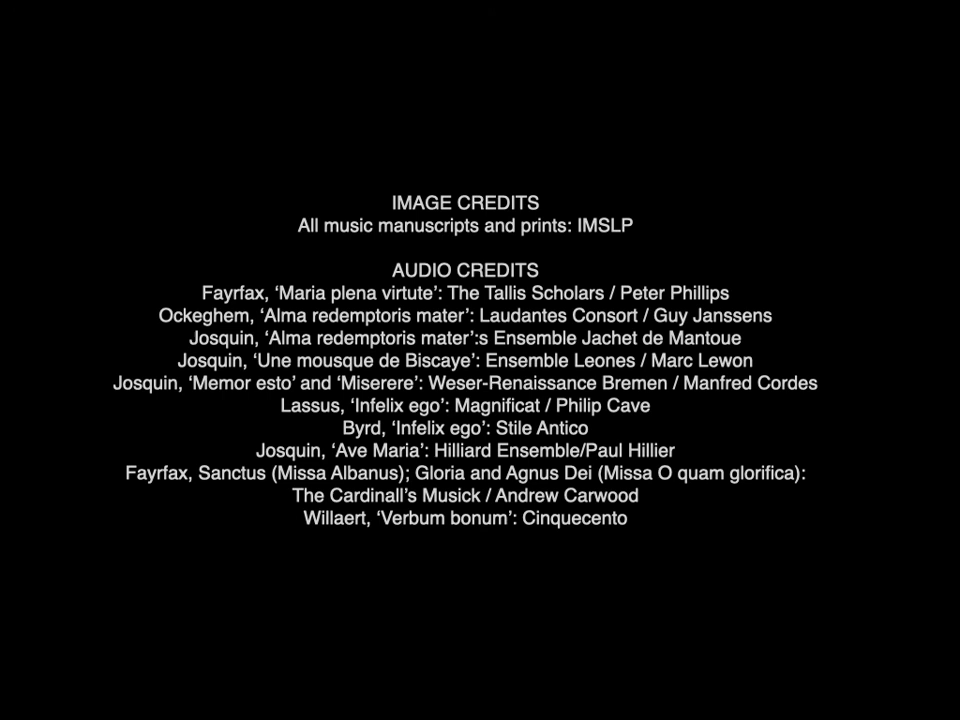 IMAGE CREDITS
All music manuscripts and prints: IMSLP
AUDIO CREDITS
Fayrfax, ‘Maria plena virtute’: The Tallis Scholars / Peter Phillips
Ockeghem, ‘Alma redemptoris mater’: Laudantes Consort / Guy Janssens
Josquin, ‘Alma redemptoris mater’:s Ensemble Jachet de Mantoue
Josquin, ‘Une mousque de Biscaye’: Ensemble Leones / Marc Lewon
Josquin, ‘Memor esto’ and ‘Miserere’: Weser-Renaissance Bremen / Manfred Cordes
Lassus, ‘Infelix ego’: Magnificat / Philip Cave
Byrd, ‘Infelix ego’: Stile Antico
Josquin, ‘Ave Maria’: Hilliard Ensemble/Paul Hillier
Fayrfax, Sanctus (Missa Albanus); Gloria and Agnus Dei (Missa O quam glorifica):
The Cardinall’s Musick / Andrew Carwood
Willaert, ‘Verbum bonum’: Cinquecento